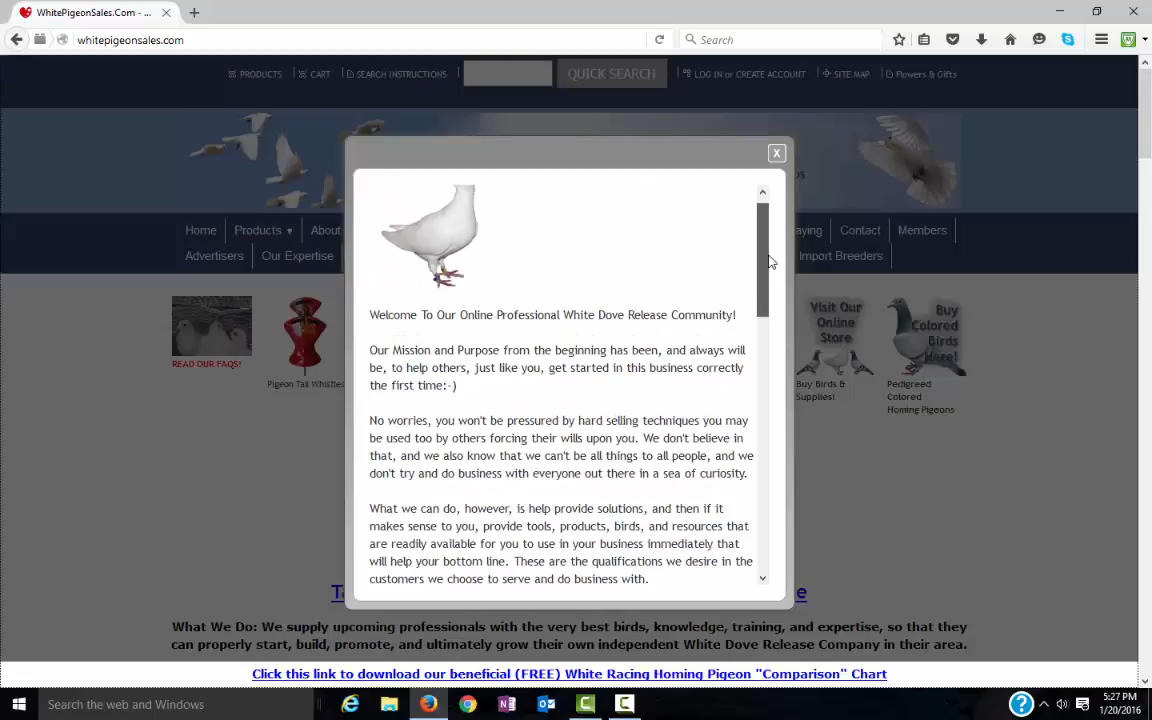 WhitePigeonSales.Com - ...
whitepigeonsales.com
Search
PRODUCTS
CART
SEARCH INSTRUCTIONS
QUICK SEARCH
LOG IN or CREATE ACCOUNT
SITE MAP
Flowers & Gifts
X
Home
Products ▾
About
aying
Contact
Members
Advertisers
Our Expertise
Import Breeders
READ OUR FAQS!
Pigeon Tail Whistles
Visit Our
Online
Store
Buy Birds &
Supplies!
Buy
Colored
Birds
Here!
Pedigreed
Colored
Homing Pigeons
Welcome To Our Online Professional White Dove Release Community!
Our Mission and Purpose from the beginning has been, and always will
be, to help others, just like you, get started in this business correctly
the first time:-)
No worries, you won't be pressured by hard selling techniques you may
be used too by others forcing their wills upon you. We don't believe in
that, and we also know that we can't be all things to all people, and we
don't try and do business with everyone out there in a sea of curiosity.
What we can do, however, is help provide solutions, and then if it
makes sense to you, provide tools, products, birds, and resources that
are readily available for you to use in your business immediately that
will help your bottom line. These are the qualifications we desire in the
customers we choose to serve and do business with.
What We Do: We supply upcoming professionals with the very best birds, knowledge, training, and expertise, so that they
can properly start, build, promote, and ultimately grow their own independent White Dove Release Company in their area.
Click this link to download our beneficial (FREE) White Racing Homing Pigeon "Comparison" Chart
Search the web and Windows
5:27 PM
1/20/2016